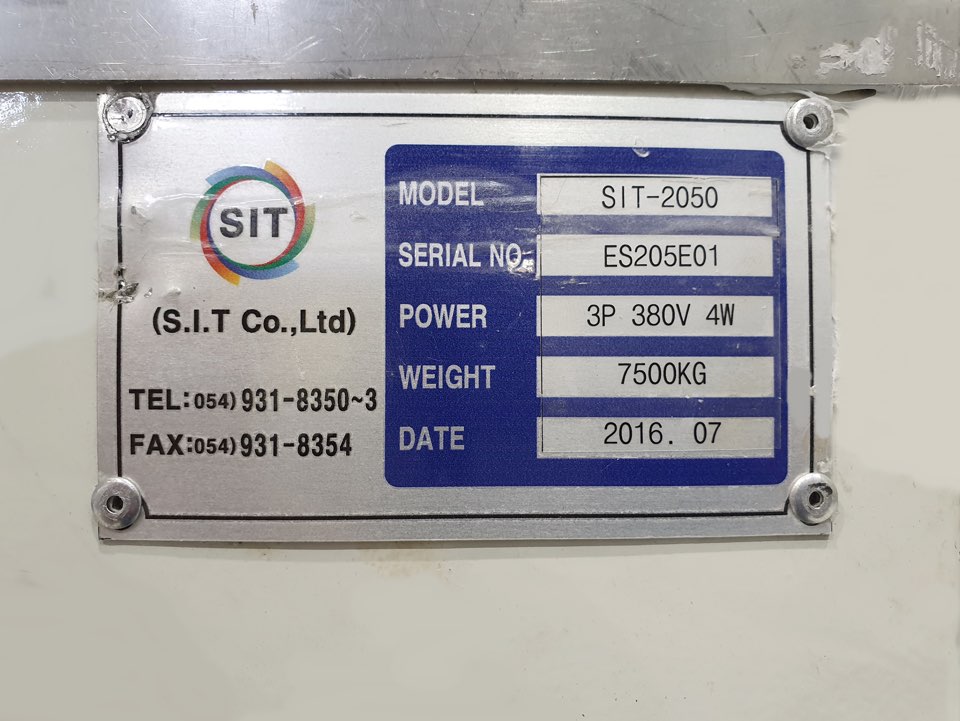 SIT
(S.I.T Co.,Ltd)
TEL:054)931-8350~3
FAX:054)931-8354
MODEL SIT-2050
SERIAL NO. ES205E01
POWER 3P 380V 4W
WEIGHT 7500KG
DATE 2016. 07